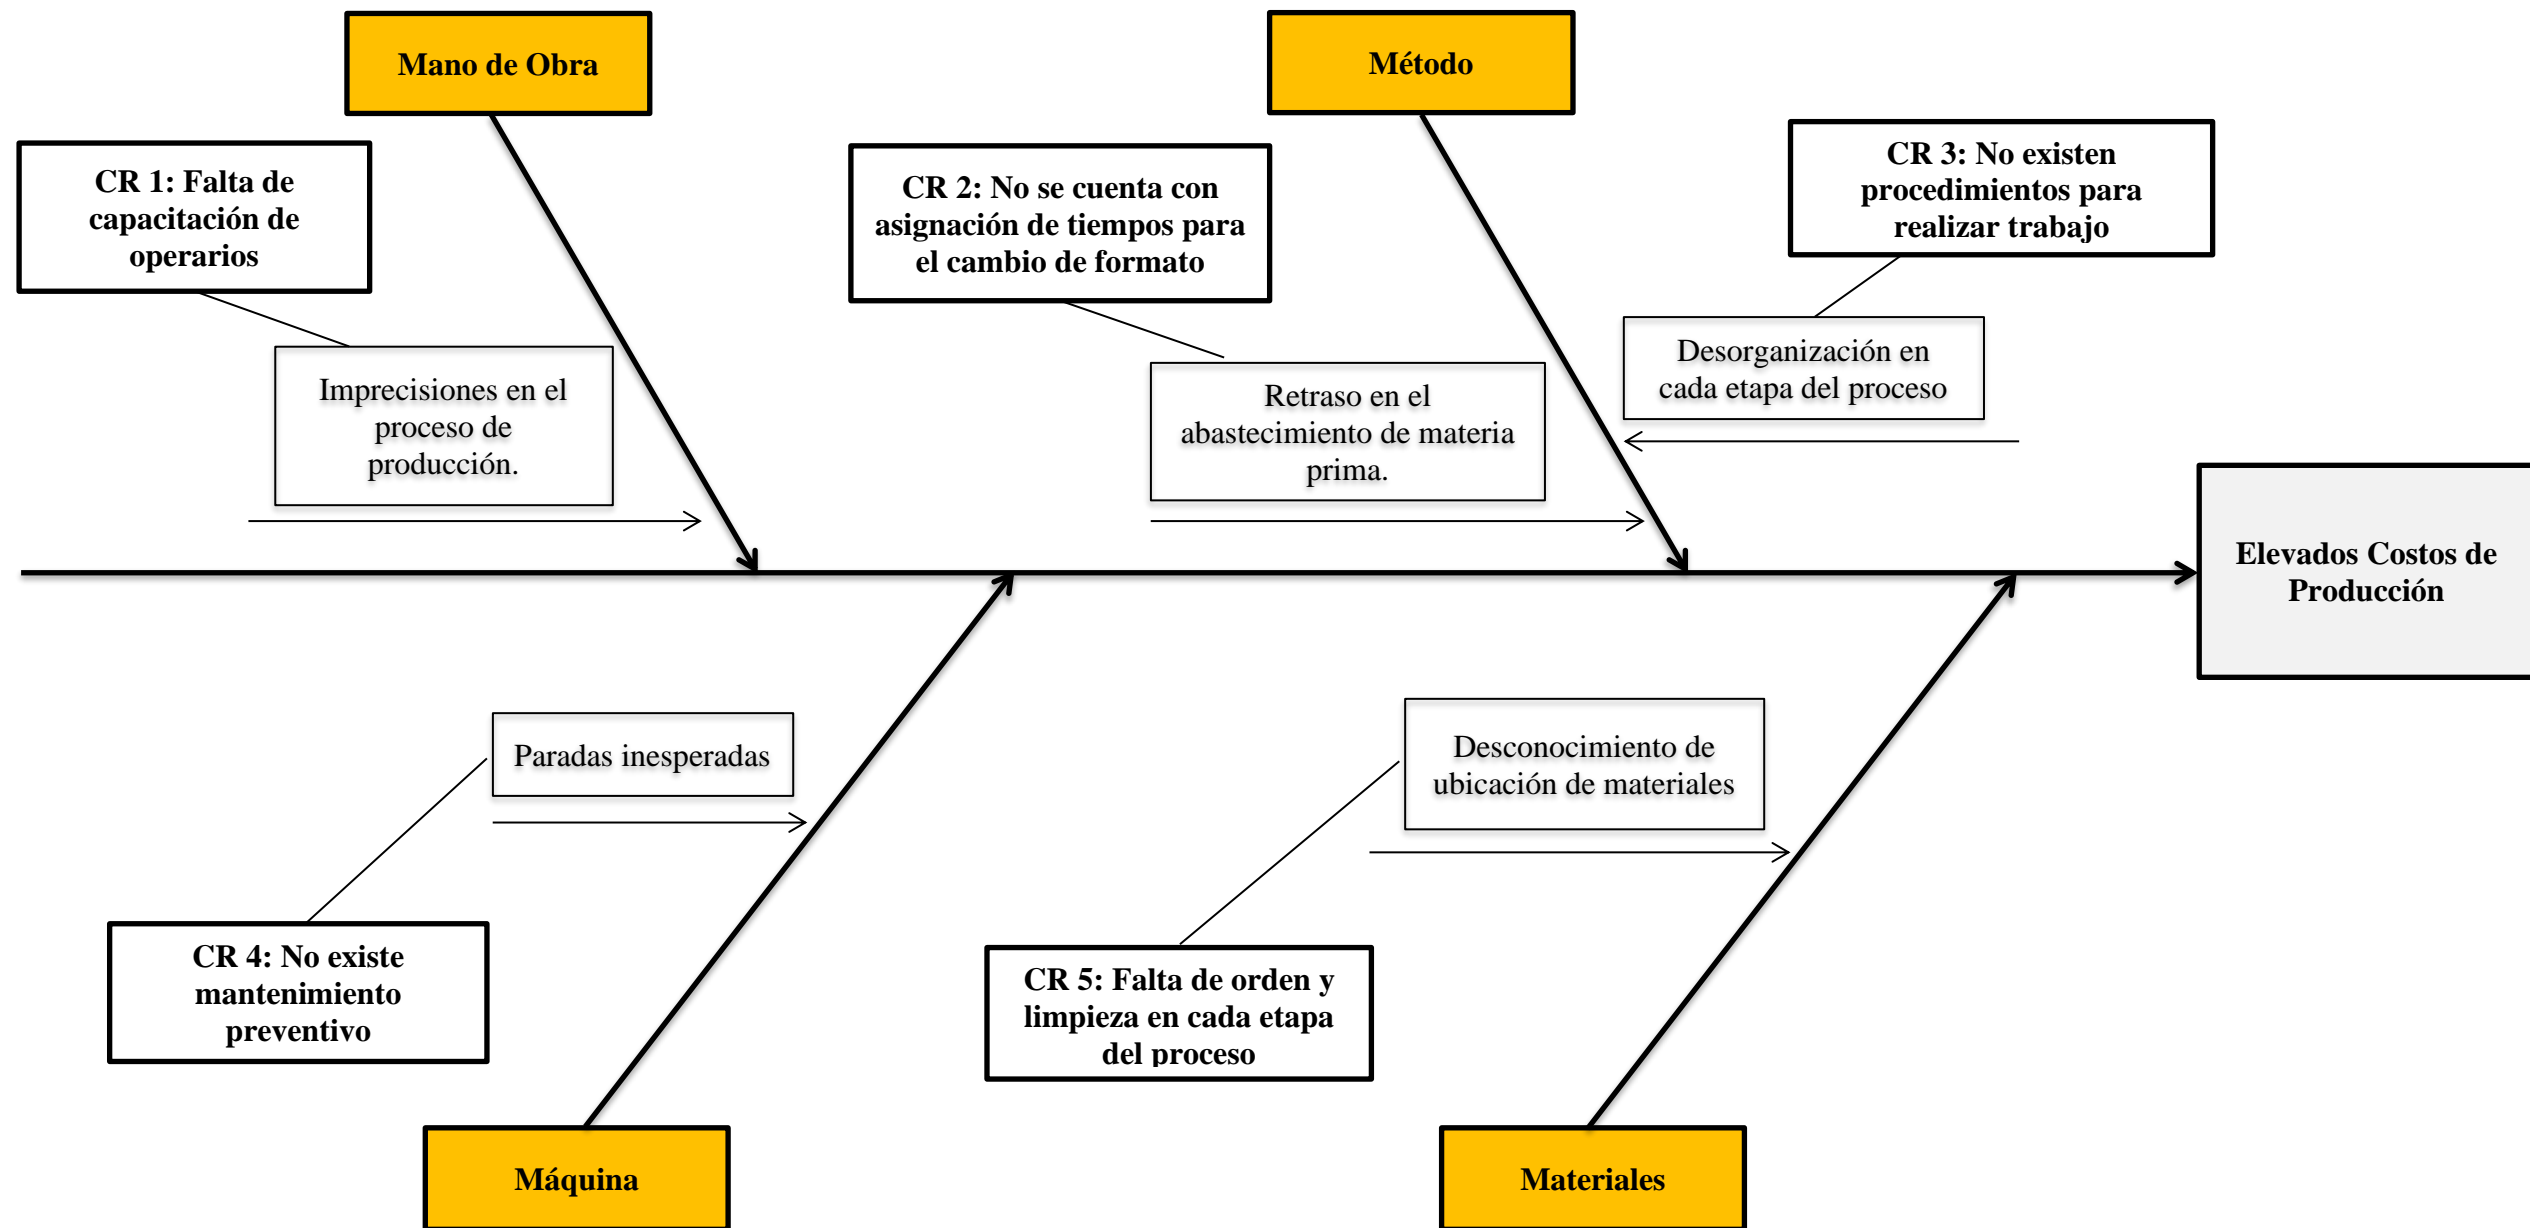 Mano de Obra
Método
CR 1: Falta de
capacitación de
operarios
CR 2: No se cuenta con
asignación de tiempos para
el cambio de formato
CR 3: No existen
procedimientos para
realizar trabajo
Imprecisiones en el
proceso de
producción.
Retraso en el
abastecimiento de materia
prima.
Desorganización en
cada etapa del proceso
Elevados Costos de
Producción
Paradas inesperadas
Desconocimiento de
ubicación de materiales
CR 4: No existe
mantenimiento
preventivo
CR 5: Falta de orden y
limpieza en cada etapa
del proceso
Máquina
Materiales